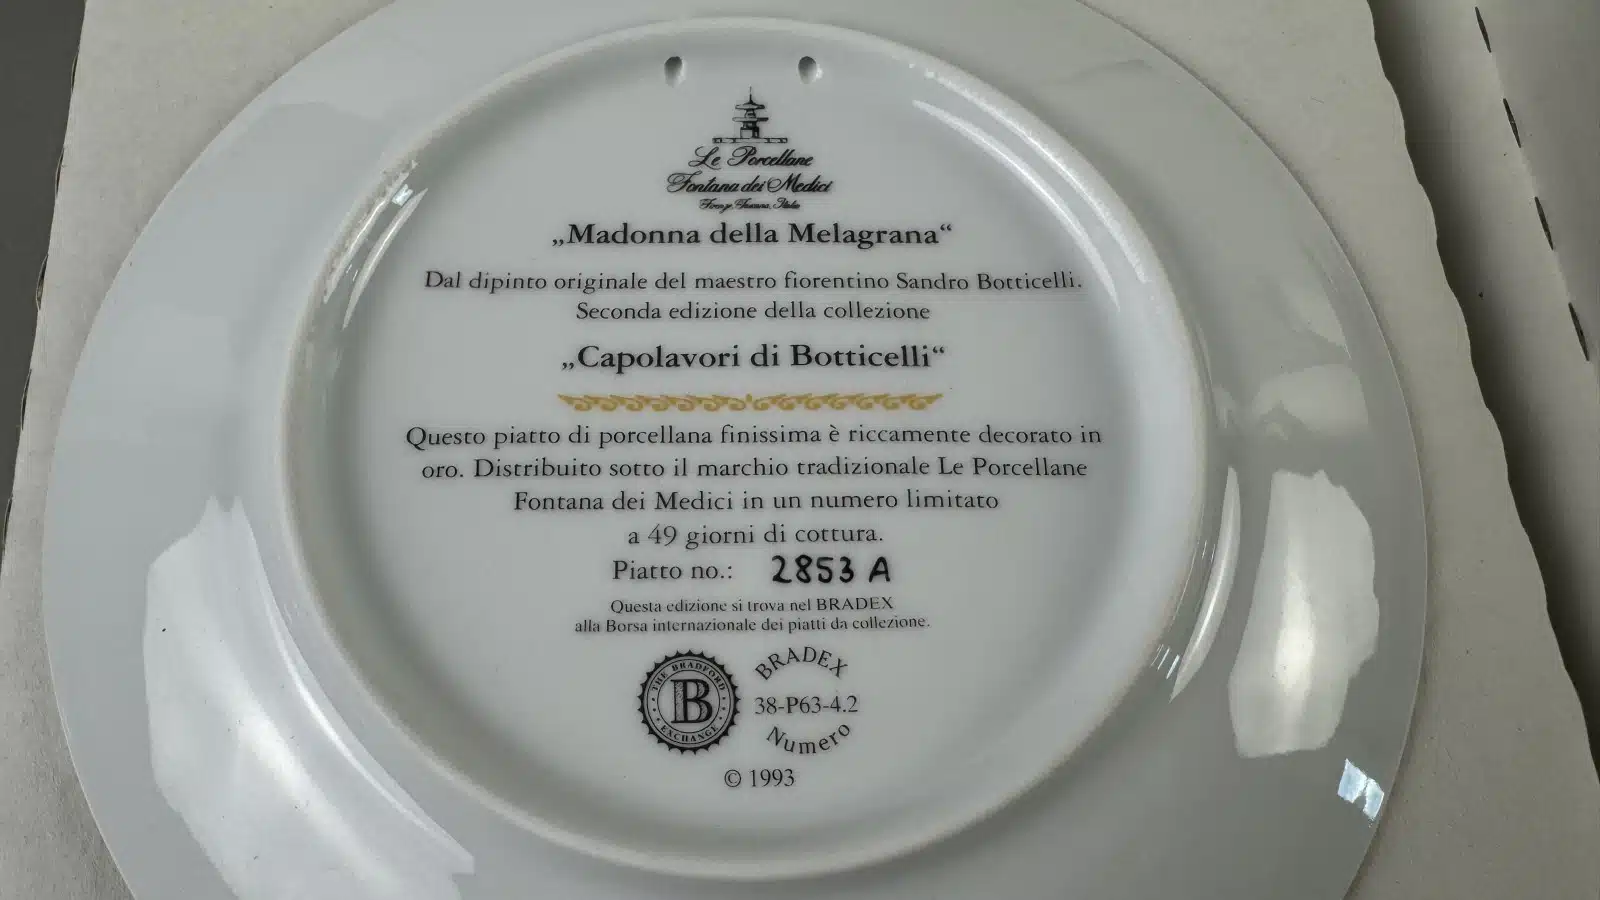 Le Porcellane
Fontana dei Medici
Firenze, Toscana, Italia
„Madonna della Melagrana“
Dal dipinto originale del maestro fiorentino Sandro Botticelli.
Seconda edizione della collezione
„Capolavori di Botticelli“
Questo piatto di porcellana finissima è riccamente decorato in
oro. Distribuito sotto il marchio tradizionale Le Porcellane
Fontana dei Medici in un numero limitato
a 49 giorni di cottura.
Piatto no.: 2853 A
Questa edizione si trova nel BRADEX
alla Borsa internazionale dei piatti da collezione.
THE BRADFORD
B
EXCHANGE
BRADEX
38-P63-4.2
Numero
© 1993